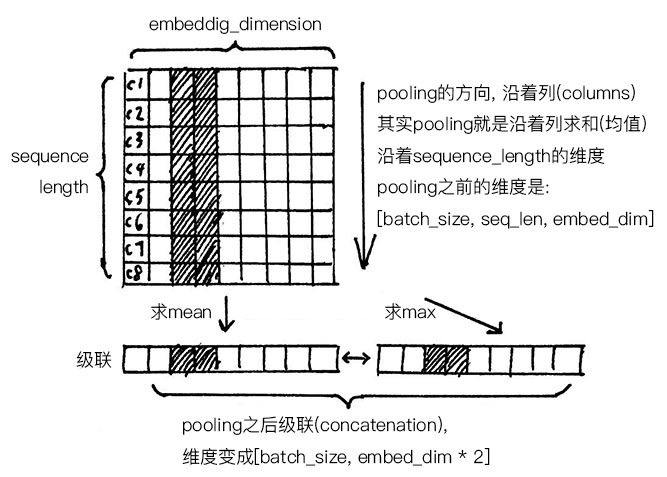 embeddig_dimension
sequence
length
c1
c2
c3
c4
c5
c6
c7
c8
pooling的方向, 沿着列(columns)
其实pooling就是沿着列求和(均值)
沿着sequence_length的维度
pooling之前的维度是:
[batch_size, seq_len, embed_dim]
求mean
求max
级联
pooling之后级联(concatenation),
维度变成[batch_size, embed_dim * 2]